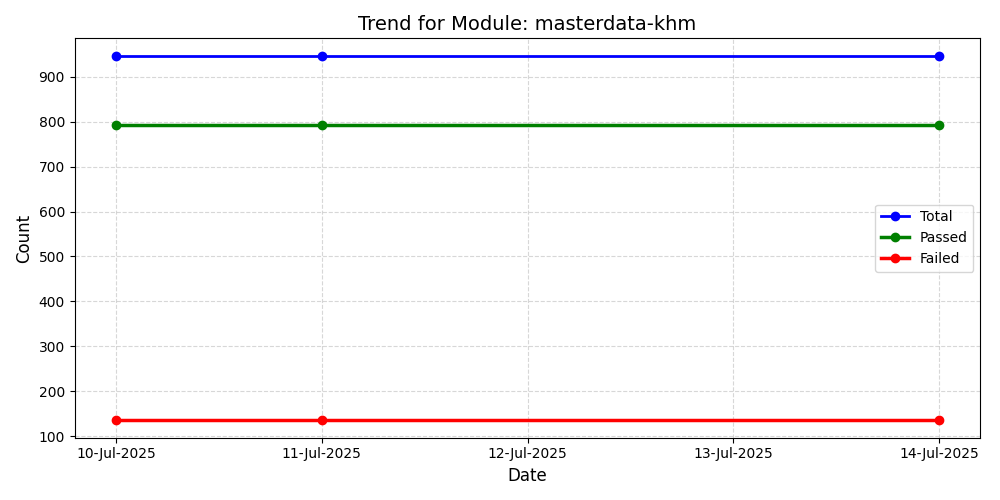 Trend for Module: masterdata-khm
Count
900
800
700
600
500
400
300
200
100
Total
Passed
Failed
10-Jul-2025
11-Jul-2025
12-Jul-2025
13-Jul-2025
14-Jul-2025
Date